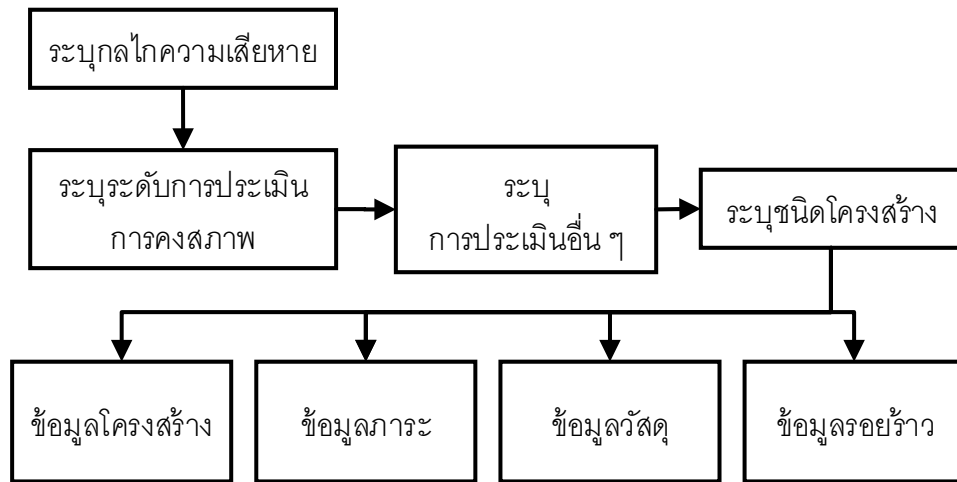 ระบุกลไกความเสียหาย
ระบุระดับการประเมิน
การคงสภาพ
ระบุ
การประเมินอื่น ๆ
ระบุชนิดโครงสร้าง
ข้อมูลโครงสร้าง
ข้อมูลภาระ
ข้อมูลวัสดุ
ข้อมูลรอยร้าว